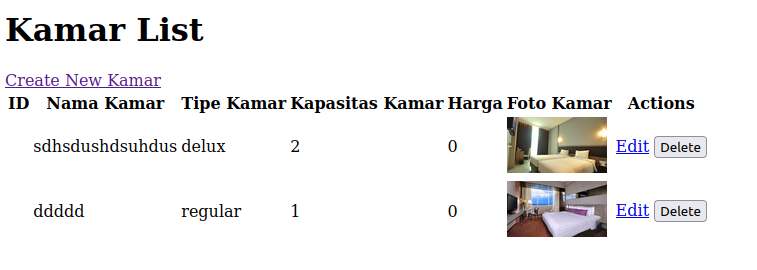 Kamar List
Create New Kamar
ID Nama Kamar Tipe Kamar Kapasitas Kamar Harga Foto Kamar Actions
sdhsdushdsuhdus delux 2 0 Edit Delete
ddddd regular 1 0 Edit Delete